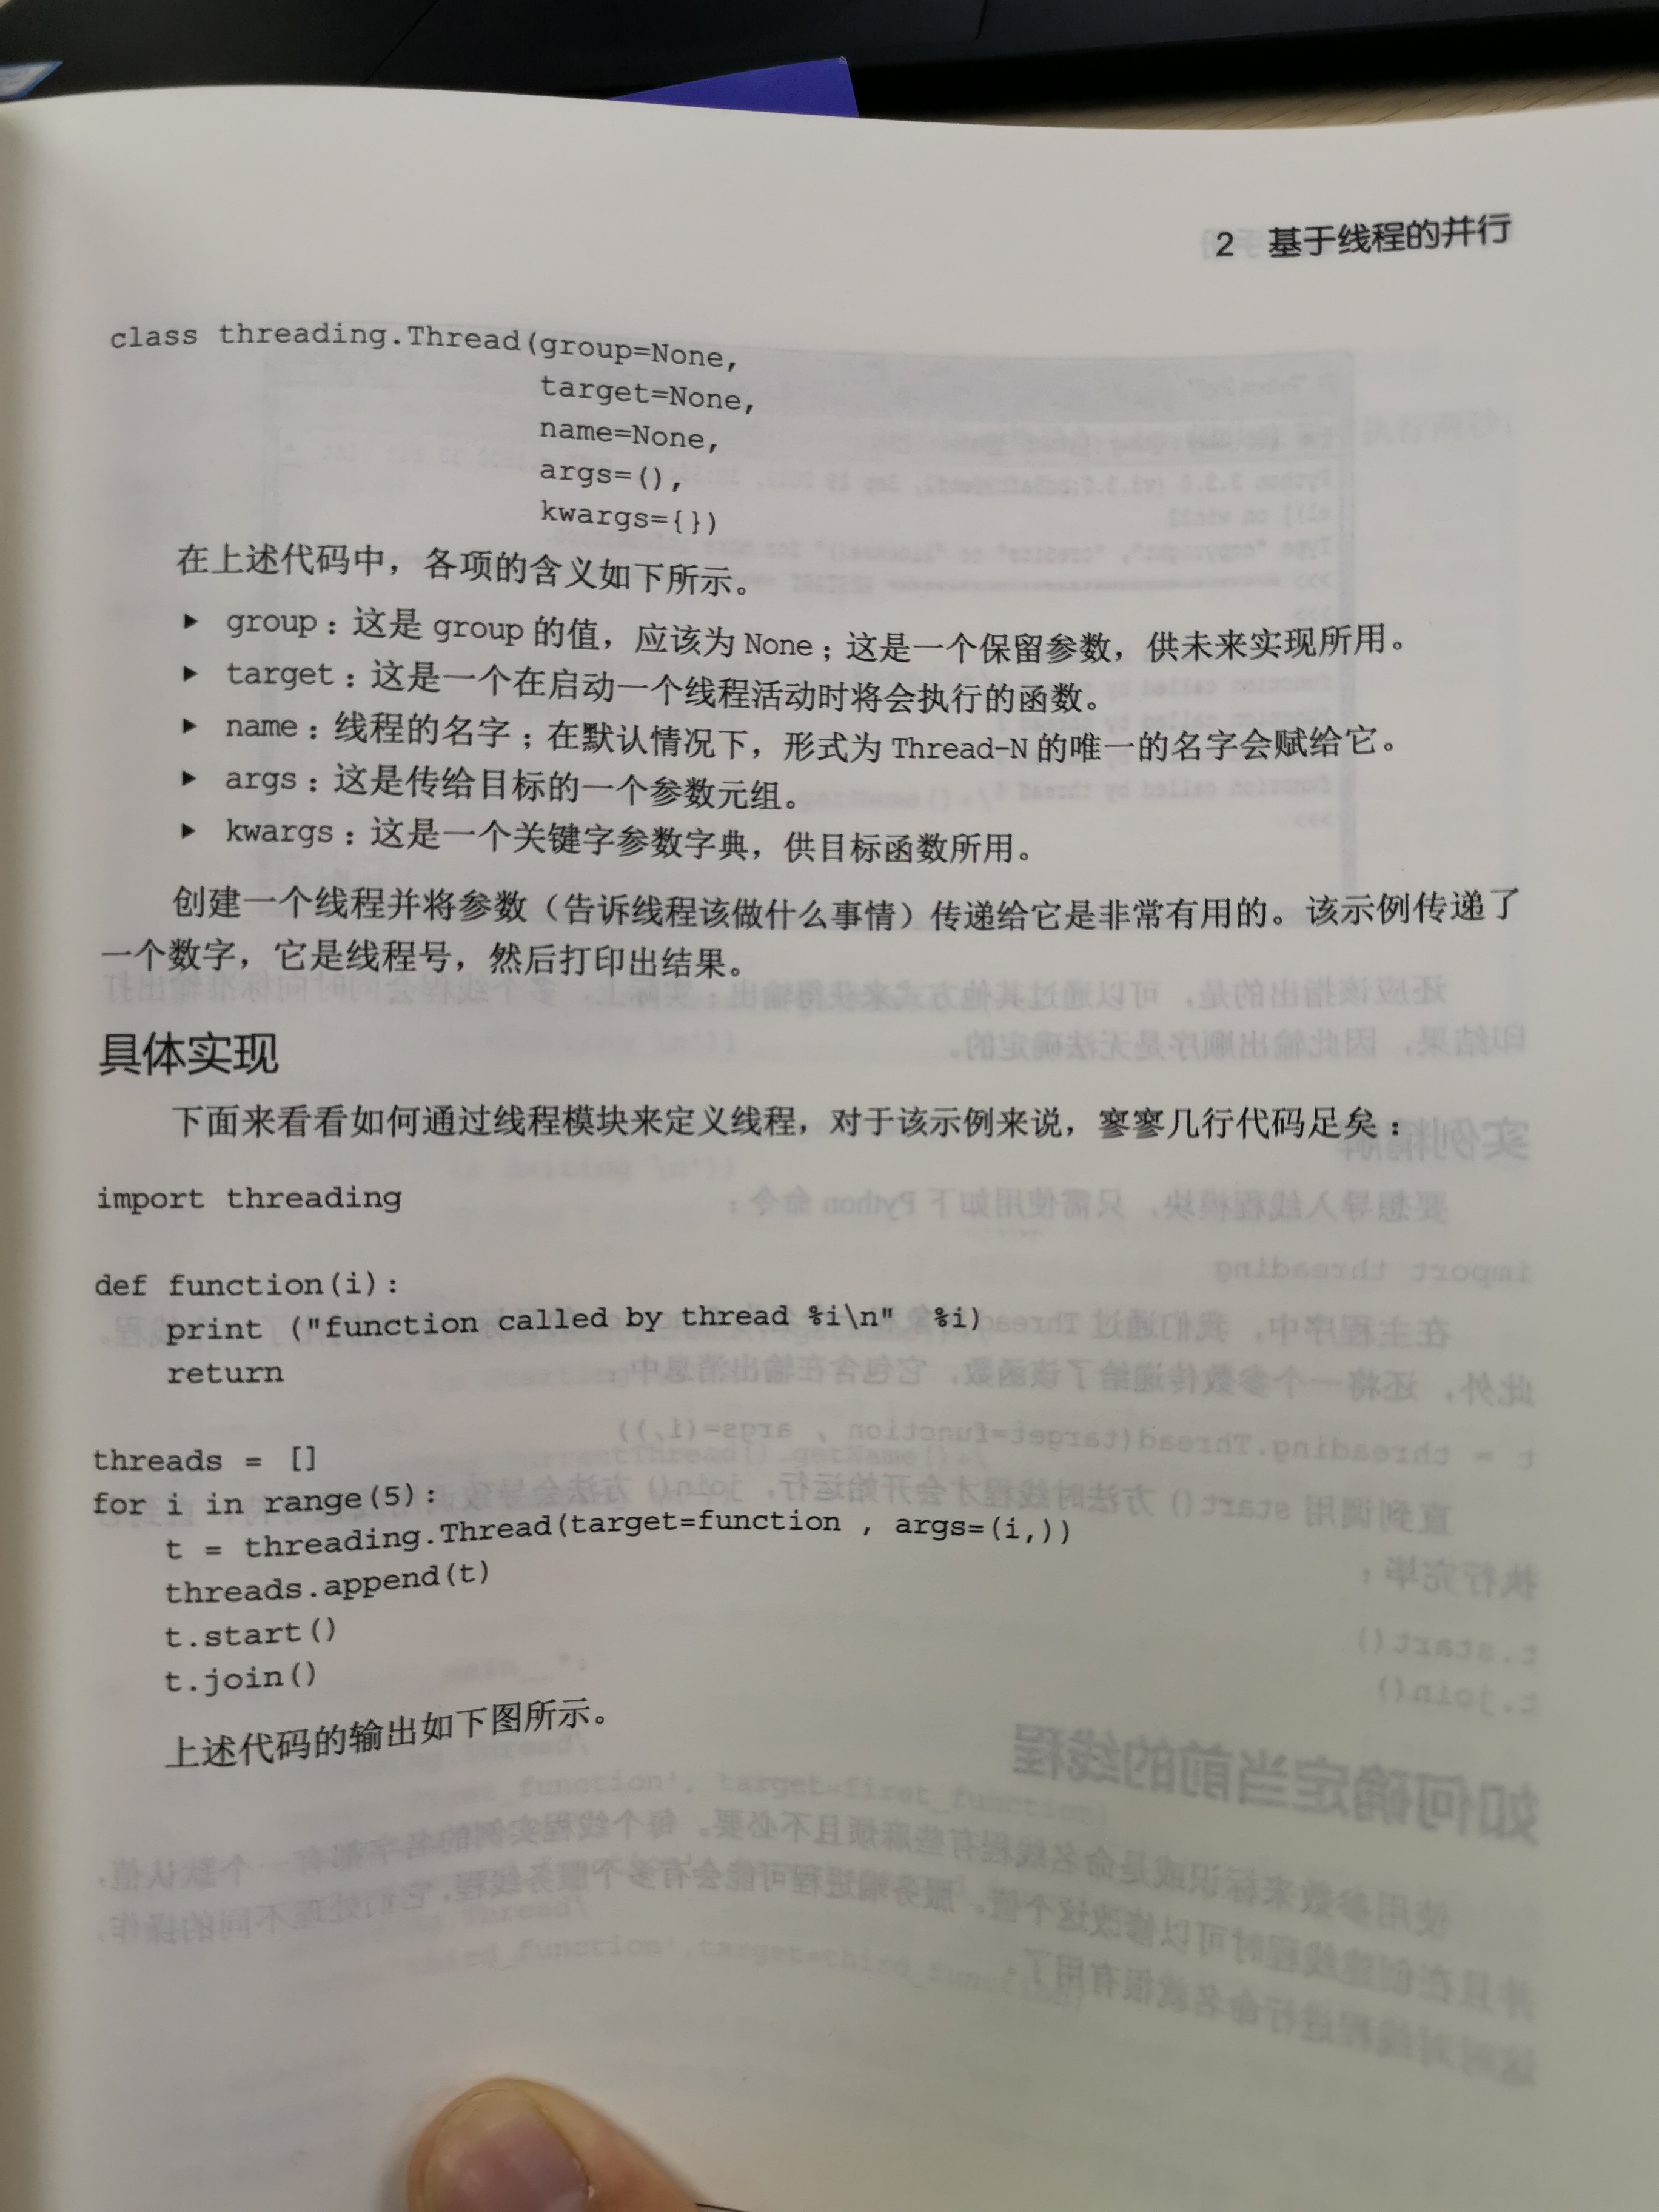 2 基于线程的并行
class threading.Thread(group=None,
                       target=None,
                       name=None,
                       args=(),
                       kwargs={})
在上述代码中，各项的含义如下所示。
▶ group：这是 group 的值，应该为 None；这是一个保留参数，供未来实现所用。
▶ target：这是一个在启动一个线程活动时将会执行的函数。
▶ name：线程的名字；在默认情况下，形式为 Thread-N 的唯一的名字会赋给它。
▶ args：这是传给目标的一个参数元组。
▶ kwargs：这是一个关键字参数字典，供目标函数所用。
创建一个线程并将参数（告诉线程该做什么事情）传递给它是非常有用的。该示例传递了
一个数字，它是线程号，然后打印出结果。
具体实现
下面来看看如何通过线程模块来定义线程，对于该示例来说，寥寥几行代码足矣：
import threading
def function(i):
    print ("function called by thread %i\n"  %i)
    return
threads = []
for i in range(5):
    t = threading.Thread(target=function , args=(i,))
    threads.append(t)
    t.start()
    t.join()
上述代码的输出如下图所示。